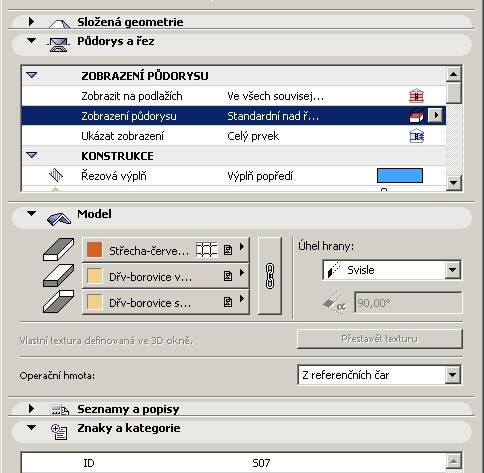 Složená geometrie
Půdorys a řez
ZOBRAZENÍ PŮDORYSU
Zobrazit na podlažích Ve všech souvisej...
Zobrazení půdorysu Standardní nad ř...
Ukázat zobrazení Celý prvek
KONSTRUKCE
Řezová výplň Výplň popředí
Model
Střecha-červe...
Úhel hrany:
Dřv-borovice v...
Svisle
Dřv-borovice s...
90,00°
Vlastní textura definovaná ve 3D okně.
Přestavět texturu
Operační hmota:
Z referenčních čar
Seznamy a popisy
Znaky a kategorie
ID S07